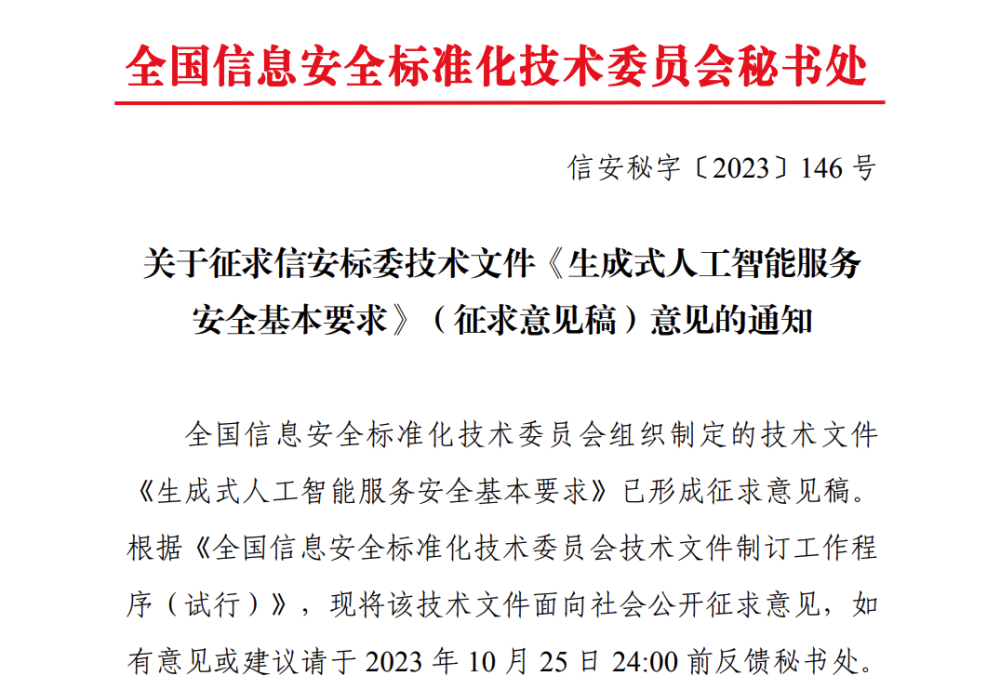 全国信息安全标准化技术委员会秘书处
信安秘字〔2023〕146 号
关于征求信安标委技术文件《生成式人工智能服务
安全基本要求》（征求意见稿）意见的通知
全国信息安全标准化技术委员会组织制定的技术文件
《生成式人工智能服务安全基本要求》已形成征求意见稿。
根据《全国信息安全标准化技术委员会技术文件制订工作程
序（试行）》，现将该技术文件面向社会公开征求意见，如
有意见或建议请于 2023 年 10 月 25 日 24:00 前反馈秘书处。